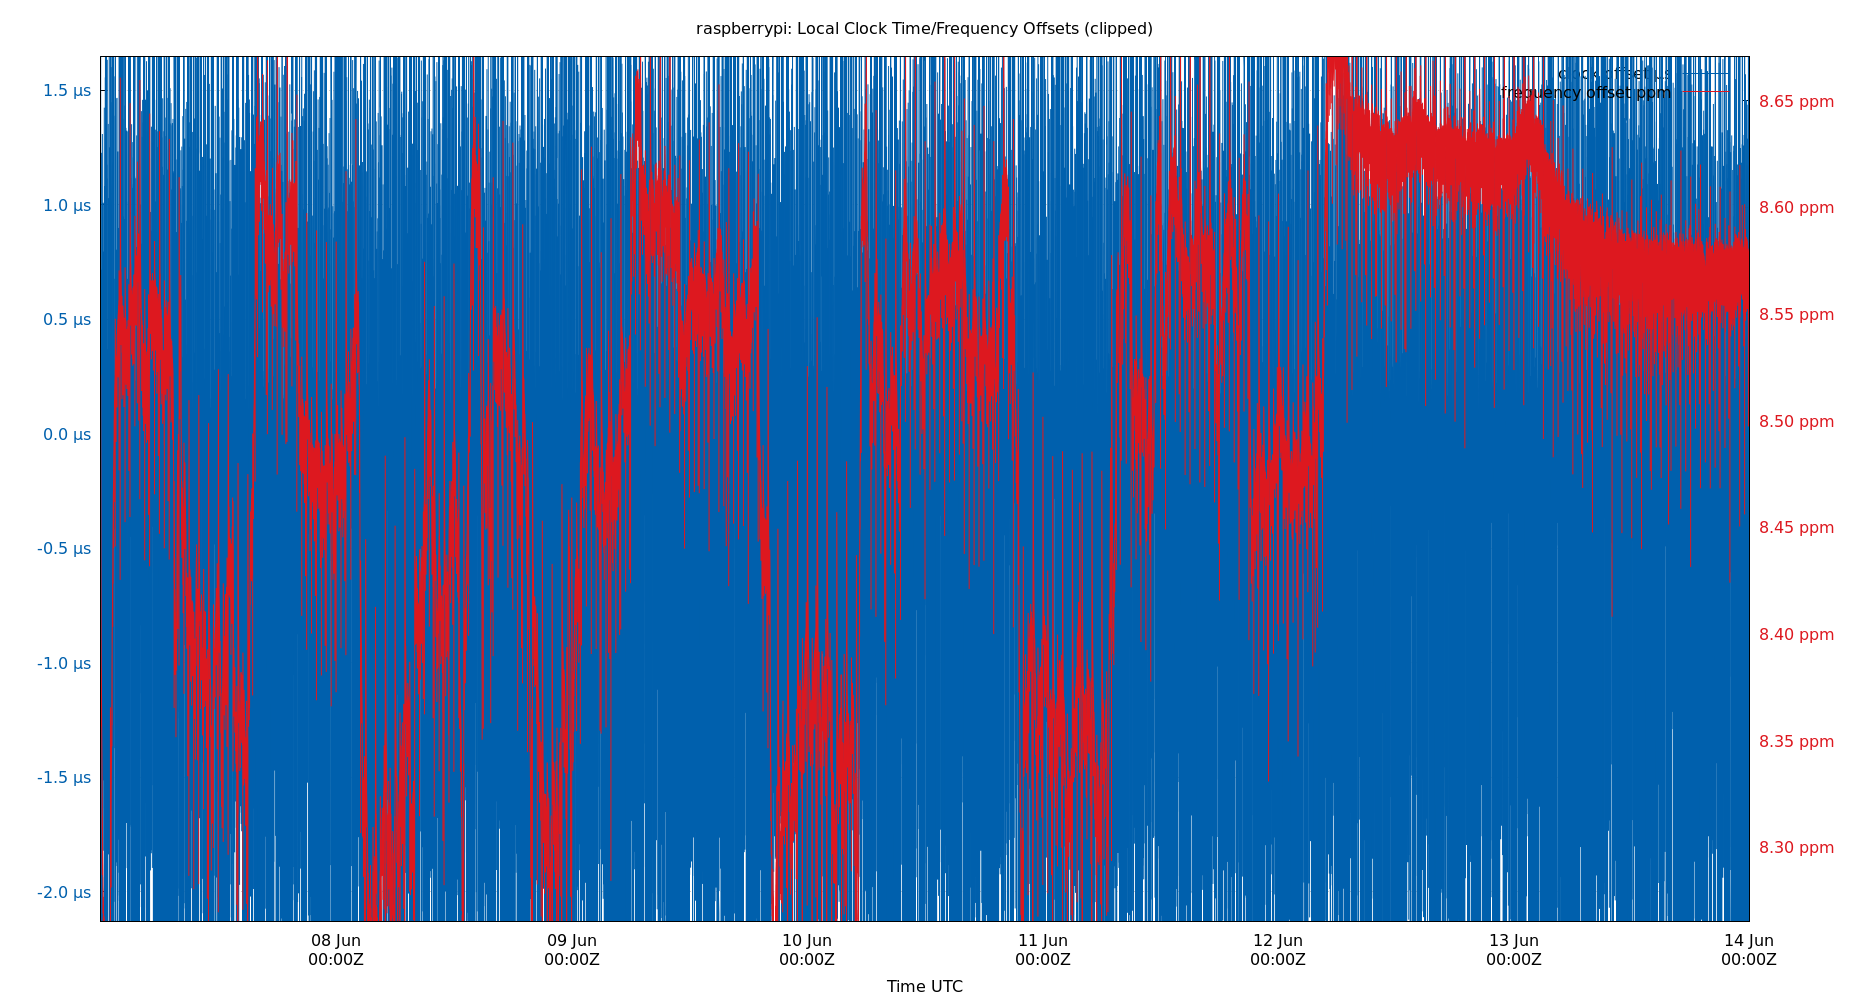 raspberrypi: Local Clock Time/Frequency Offsets (clipped)
clock offset µs
frequency offset ppm
1.5 µs
1.0 µs
0.5 µs
0.0 µs
-0.5 µs
-1.0 µs
-1.5 µs
-2.0 µs
8.65 ppm
8.60 ppm
8.55 ppm
8.50 ppm
8.45 ppm
8.40 ppm
8.35 ppm
8.30 ppm
08 Jun 09 Jun 10 Jun 11 Jun 12 Jun 13 Jun 14 Jun
00:00Z 00:00Z 00:00Z 00:00Z 00:00Z 00:00Z 00:00Z
Time UTC